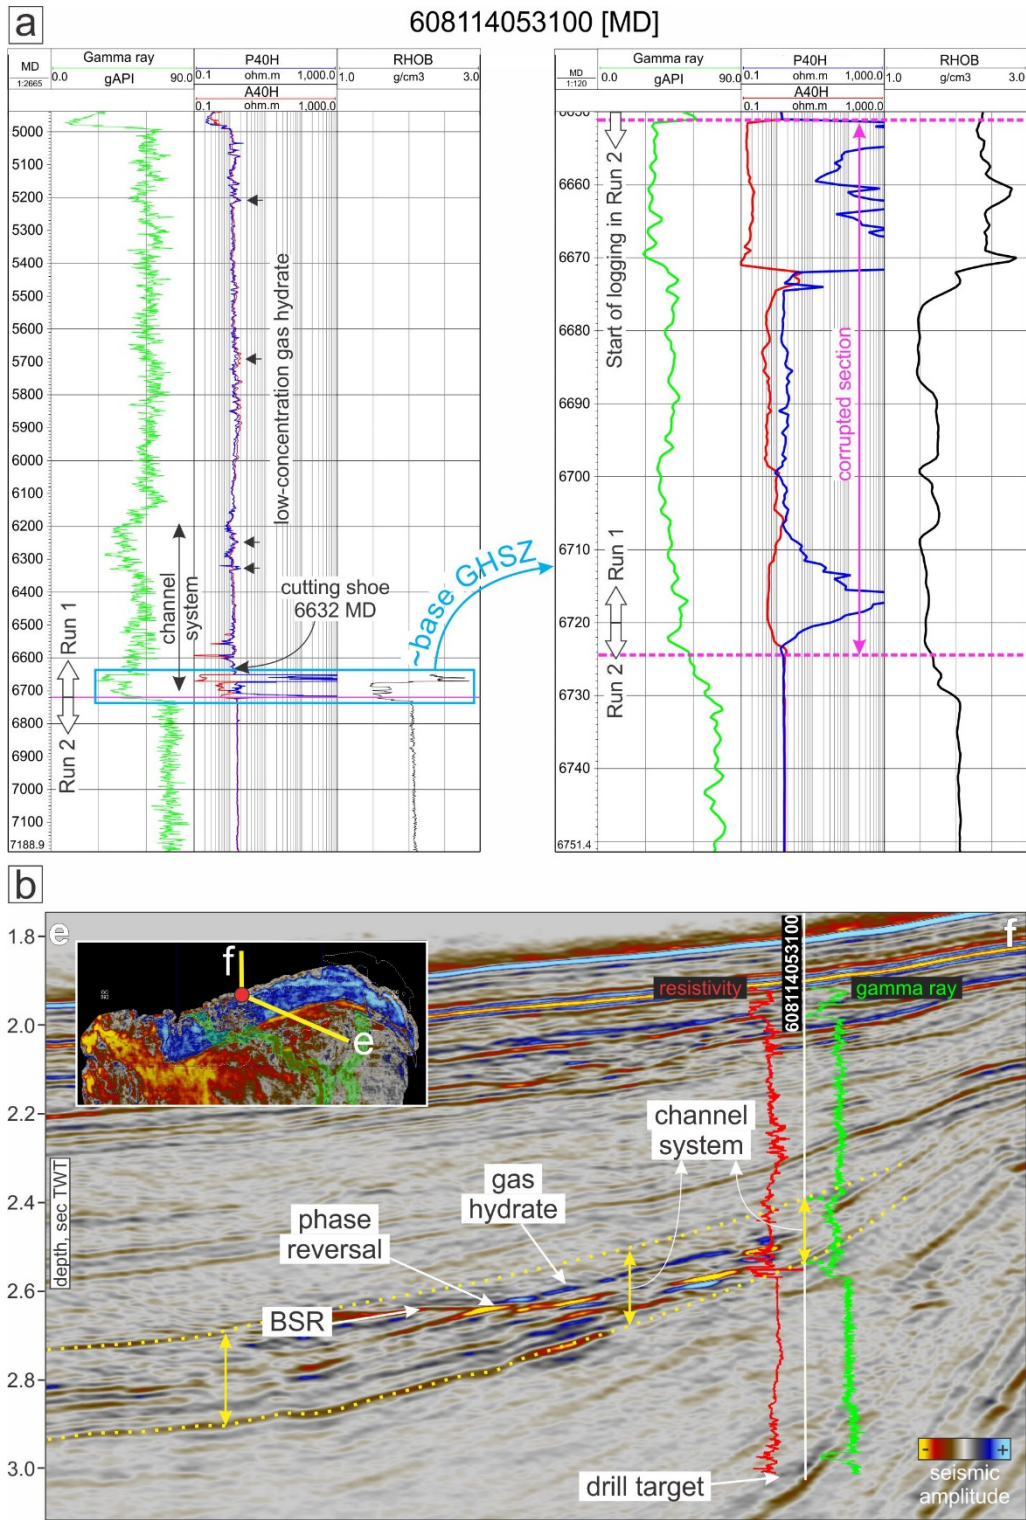 a
608114053100 [MD]
MD
1:2665
Gamma ray
0.0 gAPI 90.0
P40H
0.1 ohm.m 1,000.0
A40H
0.1 ohm.m 1,000.0
RHOB
1.0 g/cm3 3.0
5000
5200
5300
5400
5600
5700
5800
5900
6000
6100
6200
6300
6400
6500
6600
6700
6800
6900
7000
7100
7188.9
low-concentration gas hydrate
channel
system
cutting shoe
6632 MD
Run 1
Run 2
~base GHSZ
MD
1:120
Gamma ray
0.0 gAPI 90.0
P40H
0.1 ohm.m 1,000.0
A40H
0.1 ohm.m 1,000.0
RHOB
1.0 g/cm3 3.0
6650
6660
6670
6680
6690
6700
6710
6720
6730
6740
6751.4
Start of logging in Run 2
Run 1
Run 2
corrupted section
b
e
f
1.8
2.0
2.2
2.4
2.6
2.8
3.0
depth, sec TWT
f
e
resistivity
608114053100
gamma ray
channel
system
gas
hydrate
phase
reversal
BSR
drill target
- +
seismic
amplitude